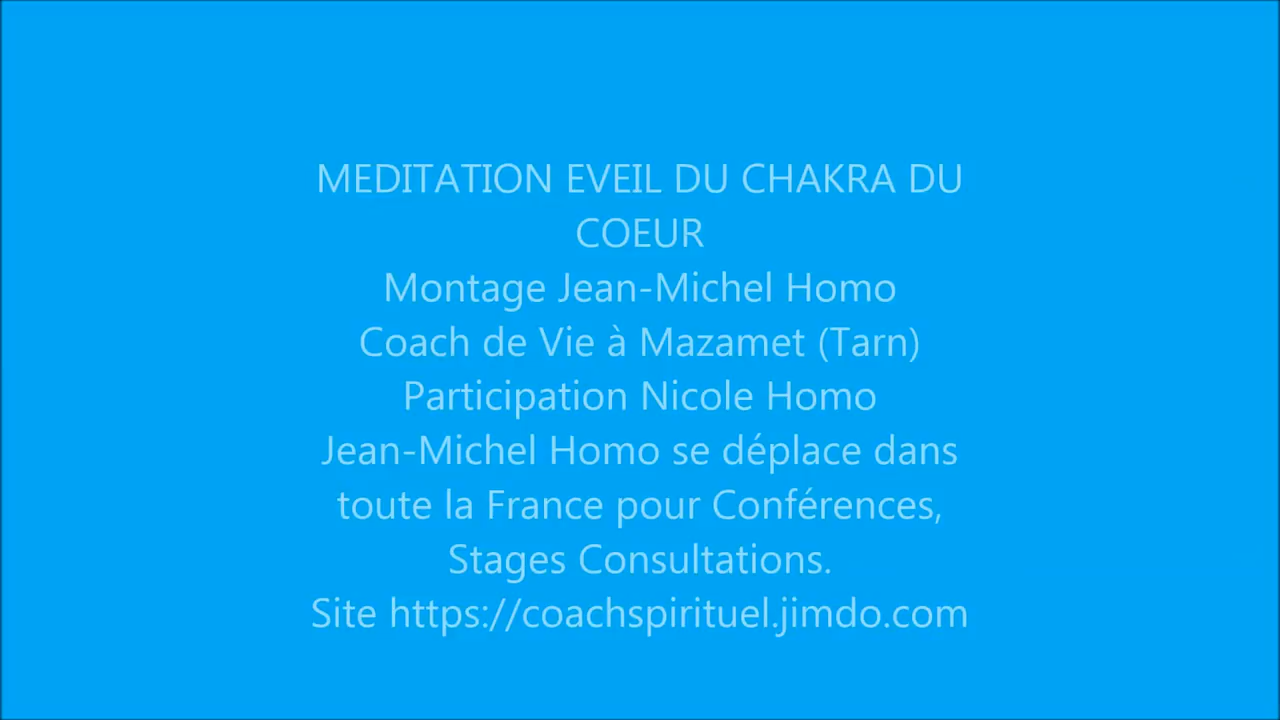 MEDITATION EVEIL DU CHAKRA DU
COEUR
Montage Jean-Michel Homo
Coach de Vie à Mazamet (Tarn)
Participation Nicole Homo
Jean-Michel Homo se déplace dans
toute la France pour Conférences,
Stages Consultations.
Site https://coachspirituel.jimdo.com